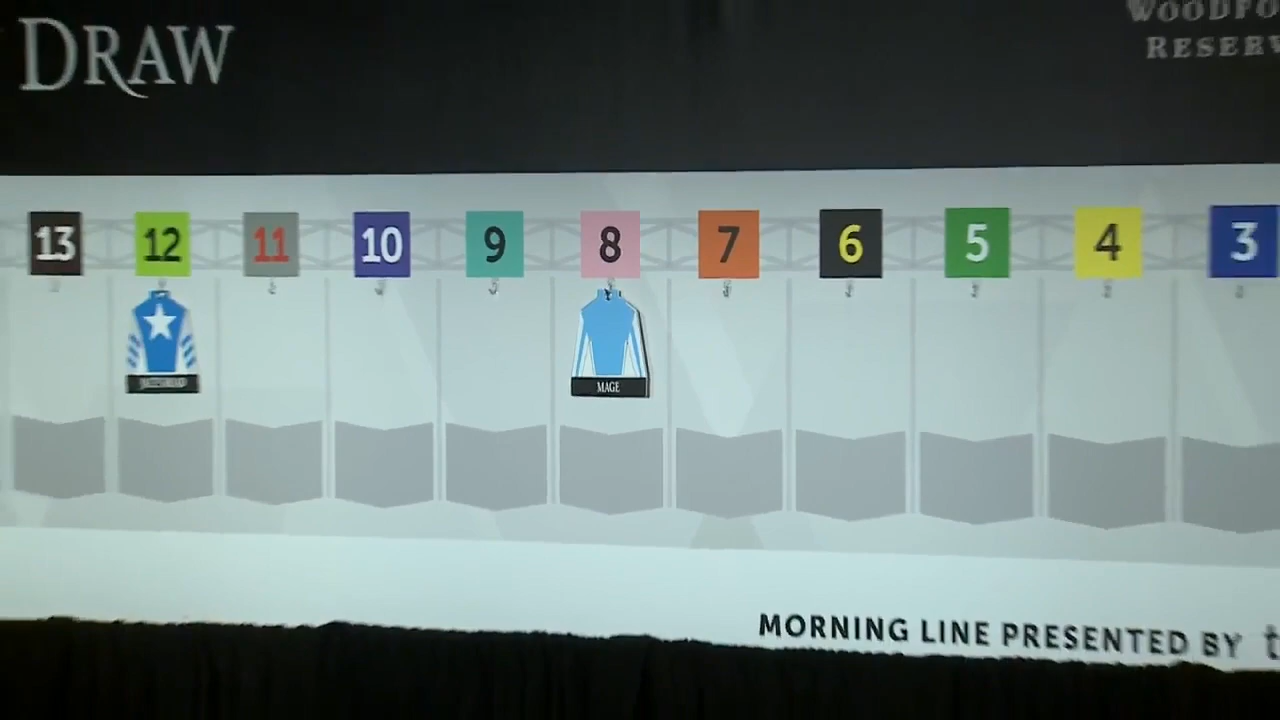 DRAW
WOODFO
RESERV
13 12 11 10 9 8 7 6 5 4 3
MAGE
MORNING LINE PRESENTED BY t